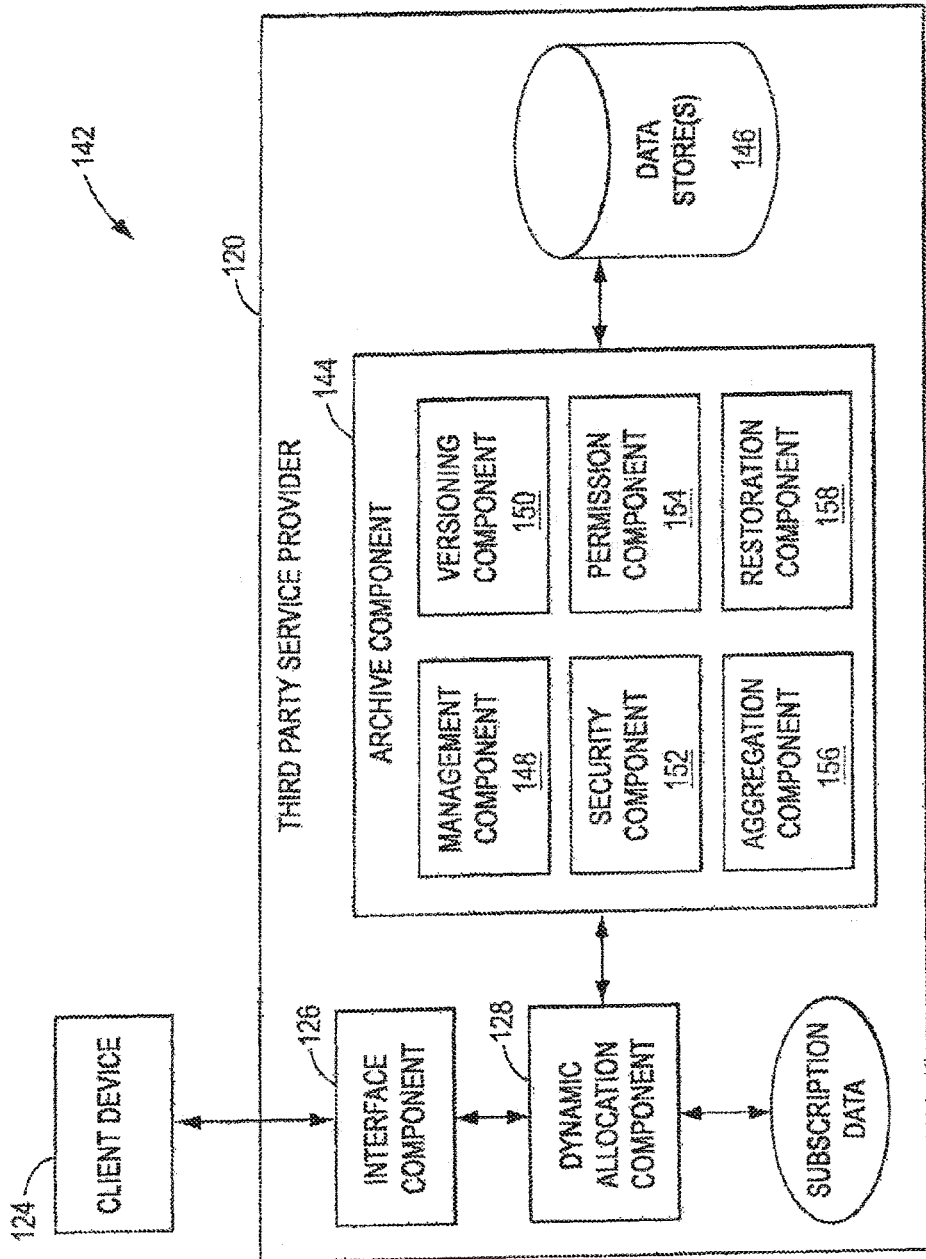 142
124
CLIENT DEVICE
120
THIRD PARTY SERVICE PROVIDER
126
INTERFACE
COMPONENT
128
DYNAMIC
ALLOCATION
COMPONENT
SUBSCRIPTION
DATA
144
ARCHIVE COMPONENT
MANAGEMENT
COMPONENT
148
VERSIONING
COMPONENT
150
SECURITY
COMPONENT
152
PERMISSION
COMPONENT
154
AGGREGATION
COMPONENT
156
RESTORATION
COMPONENT
158
DATA
STORE(S)
146